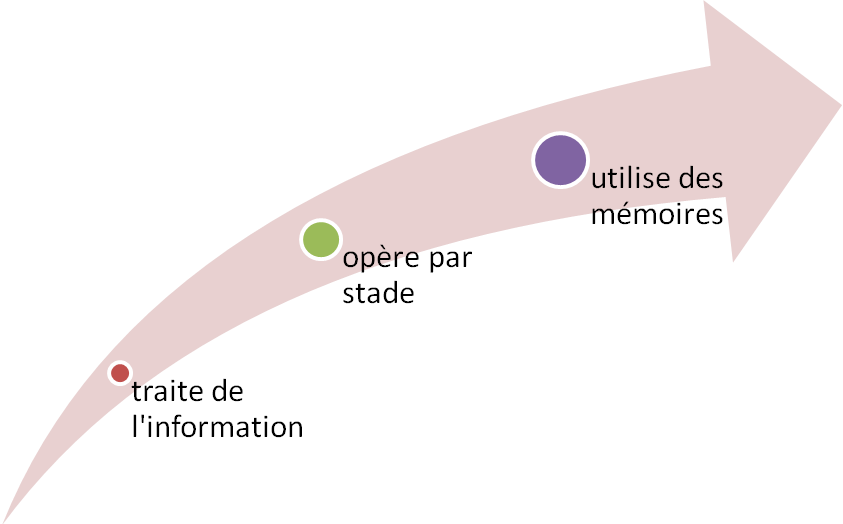 utilise des
mémoires
opère par
stade
traite de
l'information